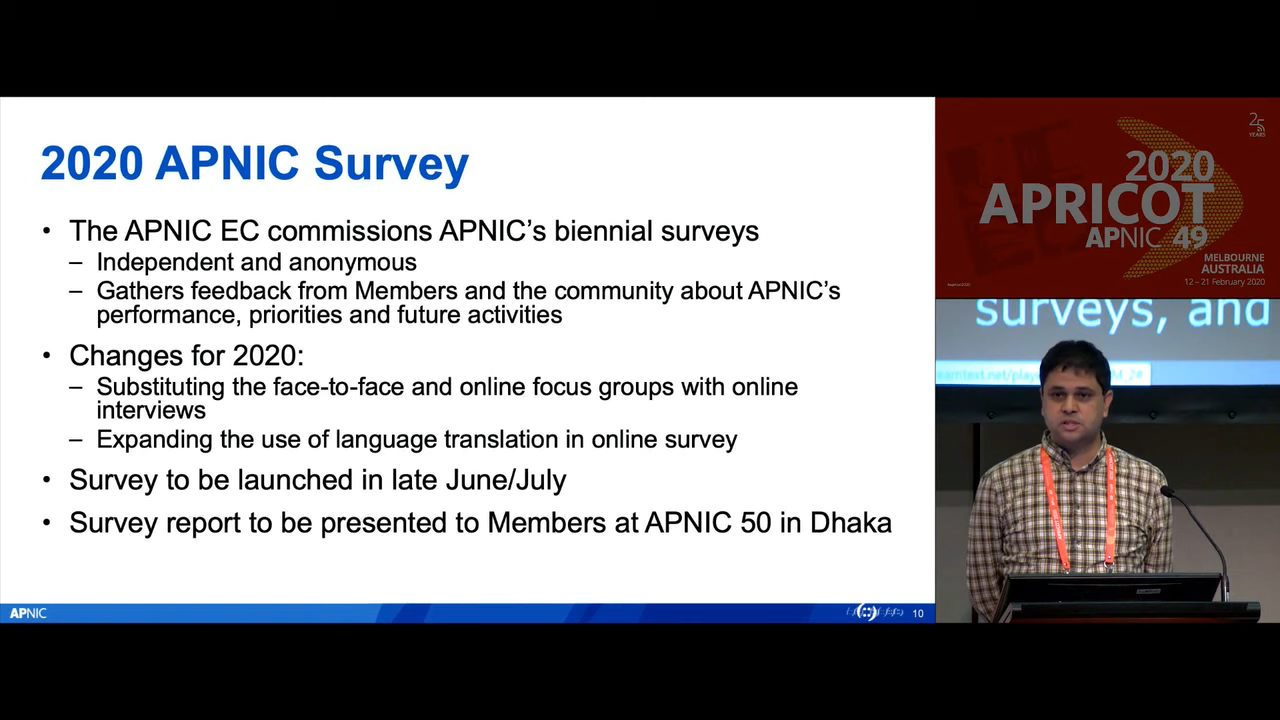 2020 APNIC Survey
• The APNIC EC commissions APNIC's biennial surveys
– Independent and anonymous
– Gathers feedback from Members and the community about APNIC's
performance, priorities and future activities
• Changes for 2020:
– Substituting the face-to-face and online focus groups with online
interviews
– Expanding the use of language translation in online survey
• Survey to be launched in late June/July
• Survey report to be presented to Members at APNIC 50 in Dhaka
APNIC
10
25
YEARS
2020
APRICOT
APNIC 49
MELBOURNE
AUSTRALIA
12 – 21 February 2020
surveys, and